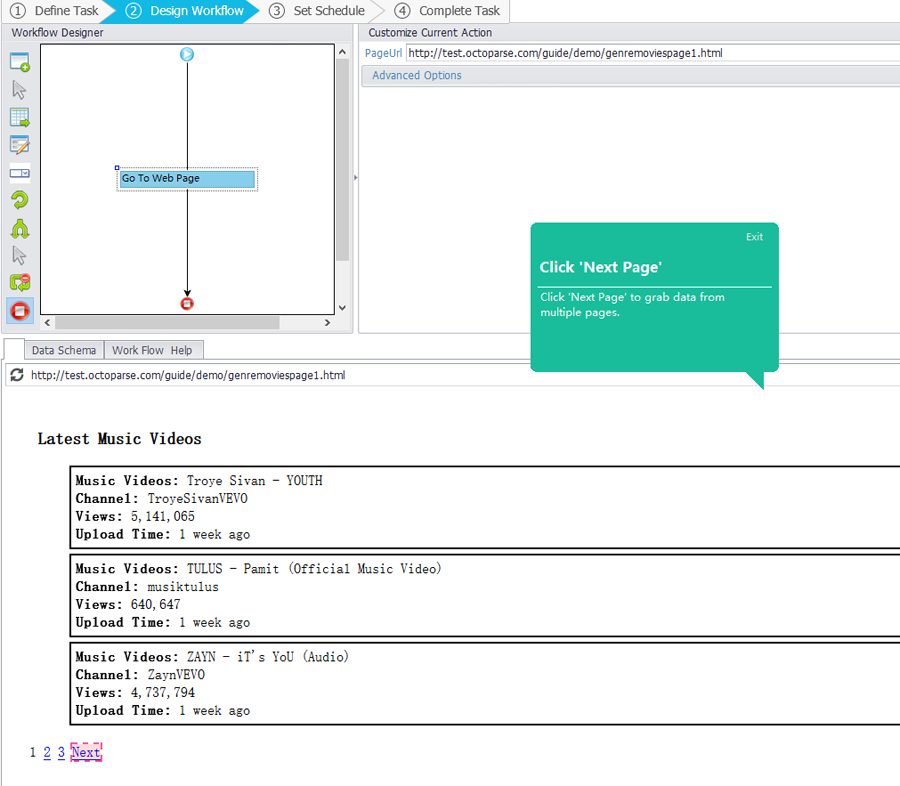 1 Define Task 2 Design Workflow 3 Set Schedule 4 Complete Task
Workflow Designer
Go To Web Page
Customize Current Action
PageUrl http://test.octoparse.com/guide/demo/genremoviespage1.html
Advanced Options
Exit
Click 'Next Page'
Click 'Next Page' to grab data from
multiple pages.
Data Schema Work Flow Help
http://test.octoparse.com/guide/demo/genremoviespage1.html
Latest Music Videos
Music Videos: Troye Sivan - YOUTH
Channel: TroyeSivanVEVO
Views: 5,141,065
Upload Time: 1 week ago
Music Videos: TULUS - Pamit (Official Music Video)
Channel: musiktulus
Views: 640,647
Upload Time: 1 week ago
Music Videos: ZAYN - iT's YoU (Audio)
Channel: ZaynVEVO
Views: 4,737,794
Upload Time: 1 week ago
1 2 3 Next